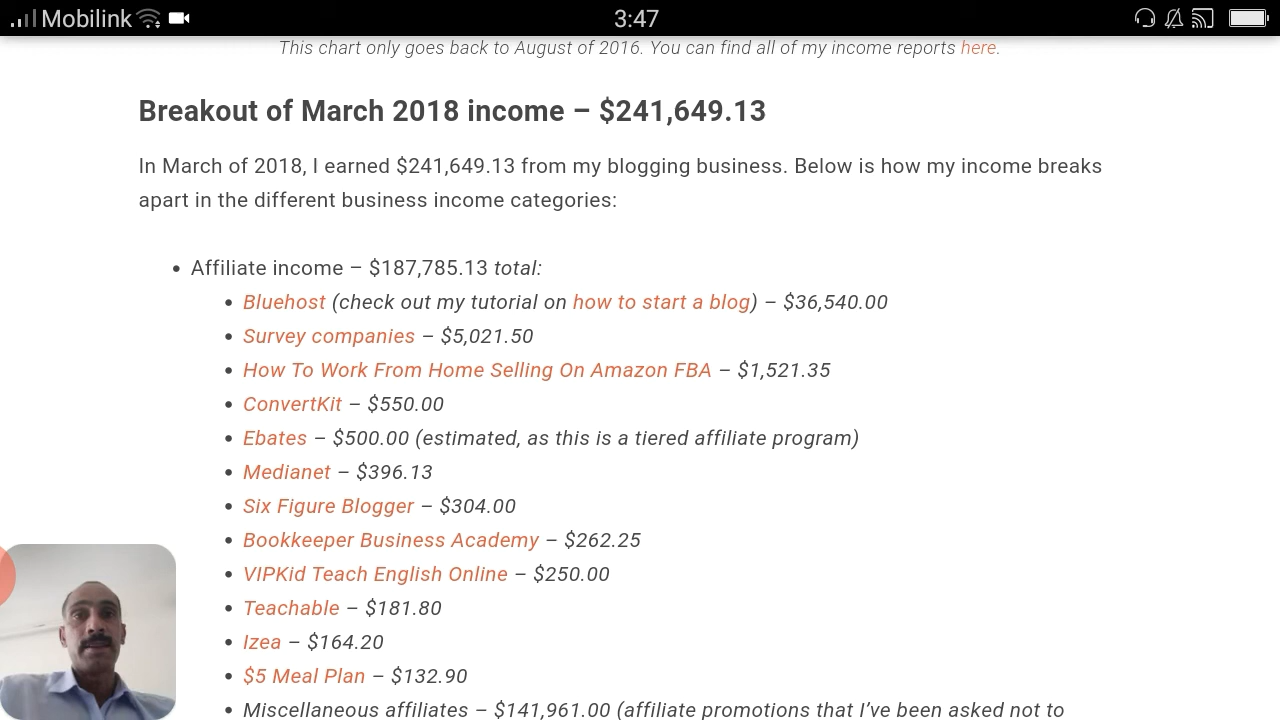 Mobilink 3:47
This chart only goes back to August of 2016. You can find all of my income reports here.
Breakout of March 2018 income – $241,649.13
In March of 2018, I earned $241,649.13 from my blogging business. Below is how my income breaks
apart in the different business income categories:
• Affiliate income – $187,785.13 total:
• Bluehost (check out my tutorial on how to start a blog) – $36,540.00
• Survey companies – $5,021.50
• How To Work From Home Selling On Amazon FBA – $1,521.35
• ConvertKit – $550.00
• Ebates – $500.00 (estimated, as this is a tiered affiliate program)
• Medianet – $396.13
• Six Figure Blogger – $304.00
• Bookkeeper Business Academy – $262.25
• VIPKid Teach English Online – $250.00
• Teachable – $181.80
• Izea – $164.20
• $5 Meal Plan – $132.90
• Miscellaneous affiliates – $141,961.00 (affiliate promotions that I’ve been asked not to